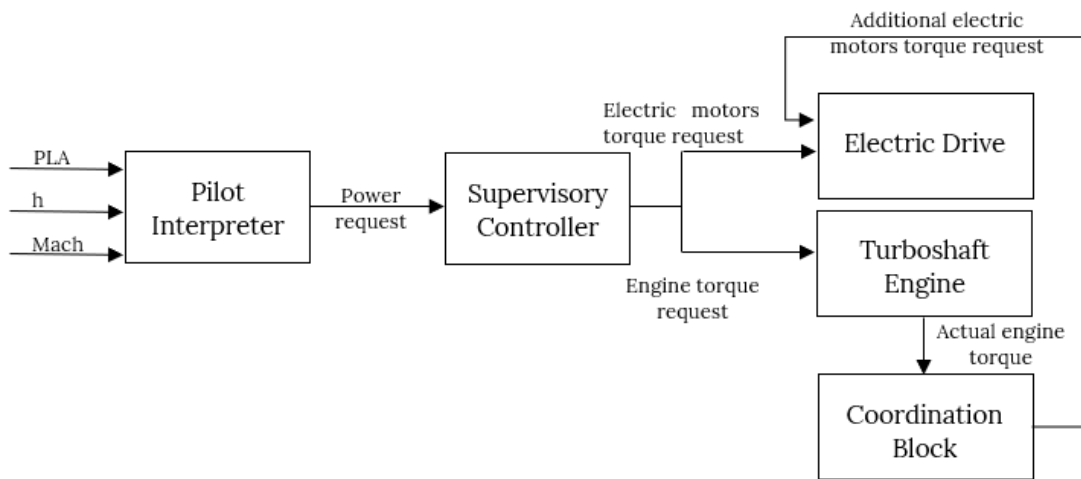 Additional electric
motors torque request
Electric motors
torque request
Electric Drive
PLA
h
Mach
Pilot
Interpreter
Power
request
Supervisory
Controller
Turboshaft
Engine
Engine torque
request
Actual engine
torque
Coordination
Block